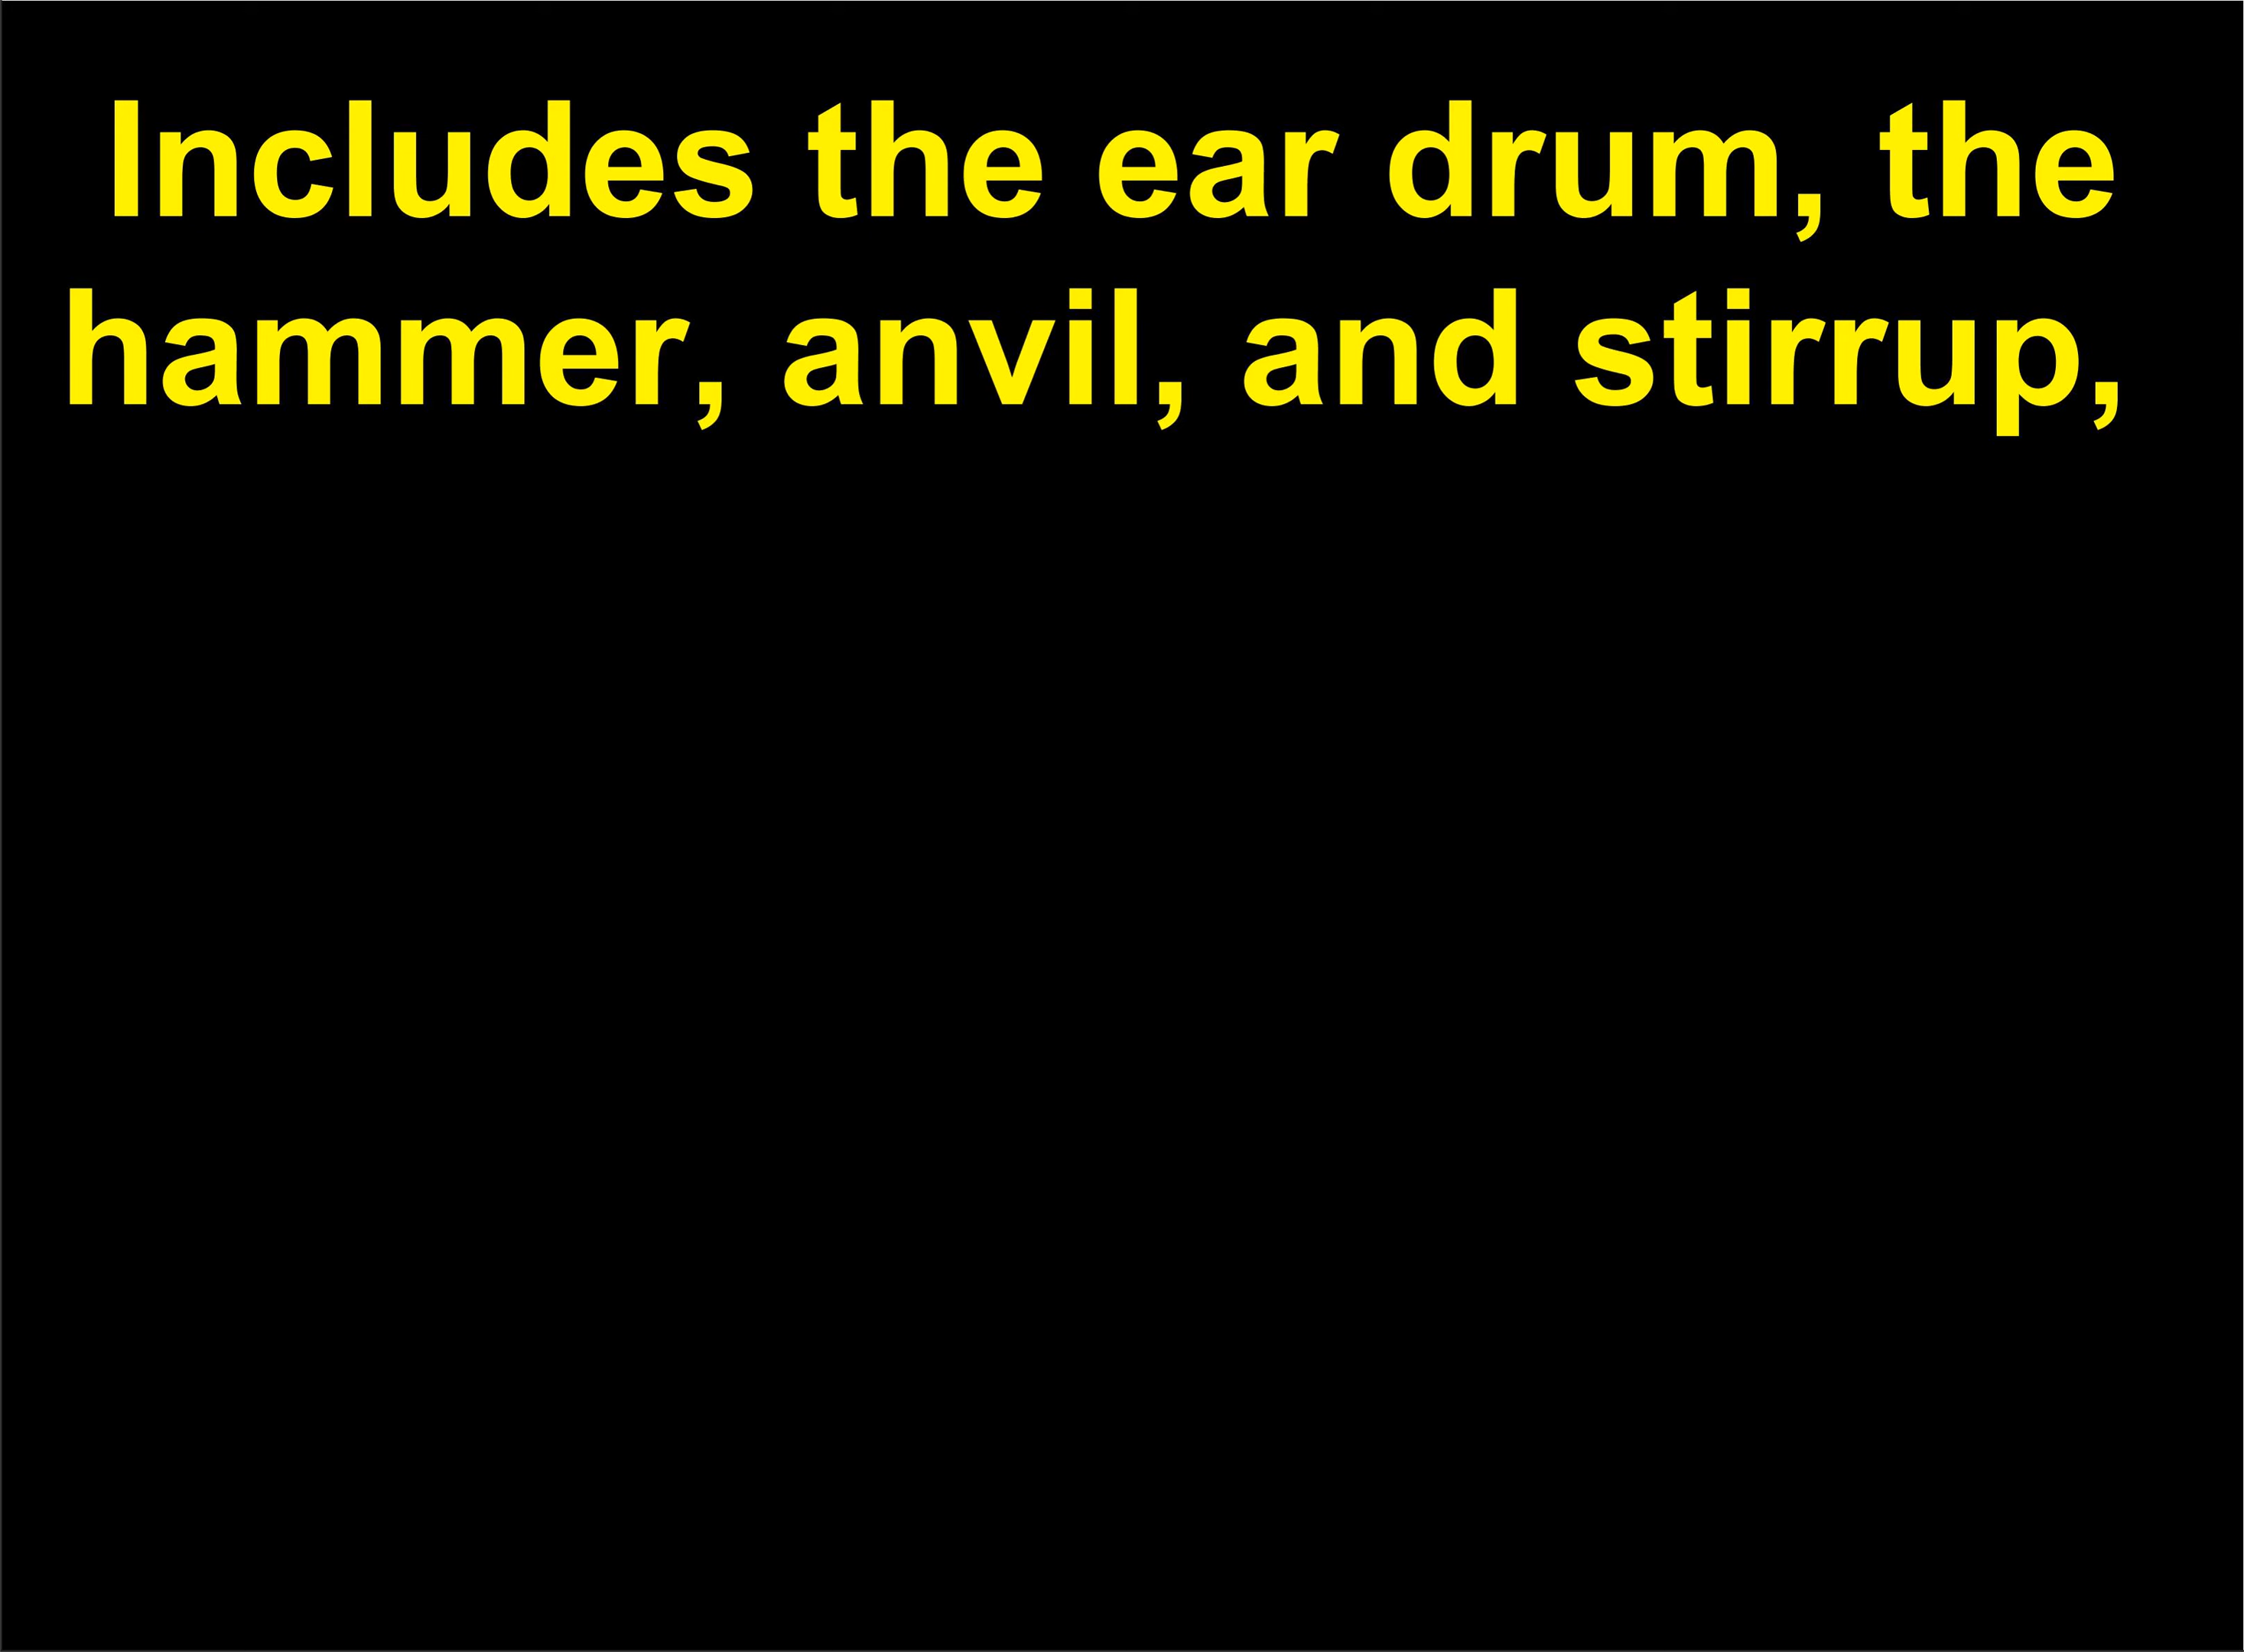 Includes the ear drum, the
hammer, anvil, and stirrup,